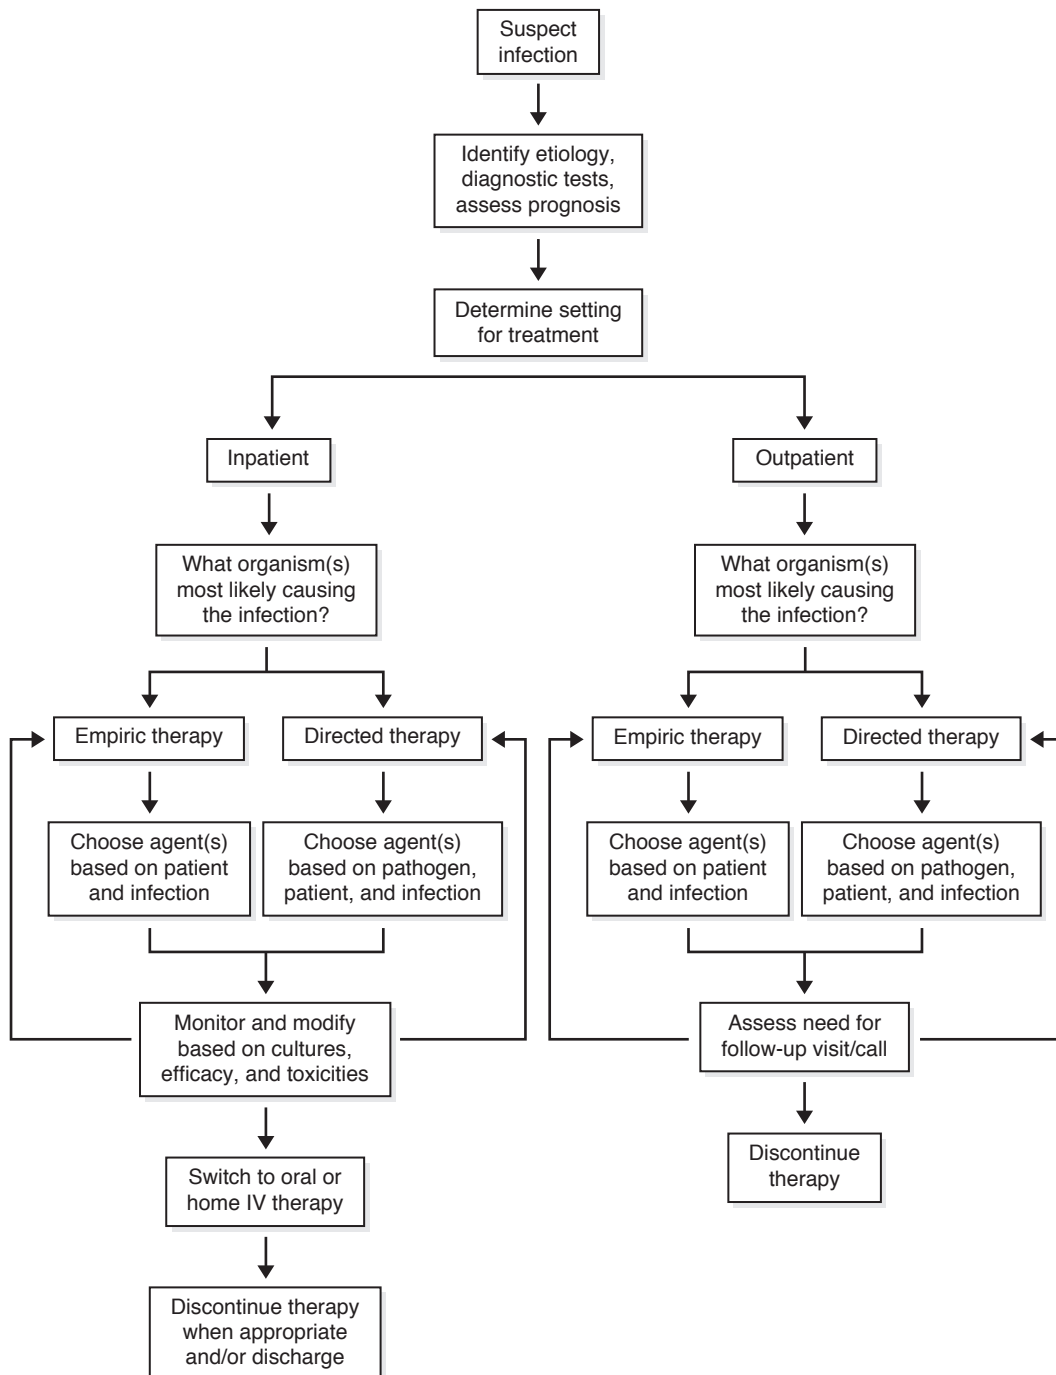 Suspect
infection
Identify etiology,
diagnostic tests,
assess prognosis
Determine setting
for treatment
Inpatient
Outpatient
What organism(s)
most likely causing
the infection?
What organism(s)
most likely causing
the infection?
Empiric therapy
Directed therapy
Empiric therapy
Directed therapy
Choose agent(s)
based on patient
and infection
Choose agent(s)
based on pathogen,
patient, and infection
Choose agent(s)
based on patient
and infection
Choose agent(s)
based on pathogen,
patient, and infection
Monitor and modify
based on cultures,
efficacy, and toxicities
Assess need for
follow-up visit/call
Switch to oral or
home IV therapy
Discontinue
therapy
Discontinue therapy
when appropriate
and/or discharge